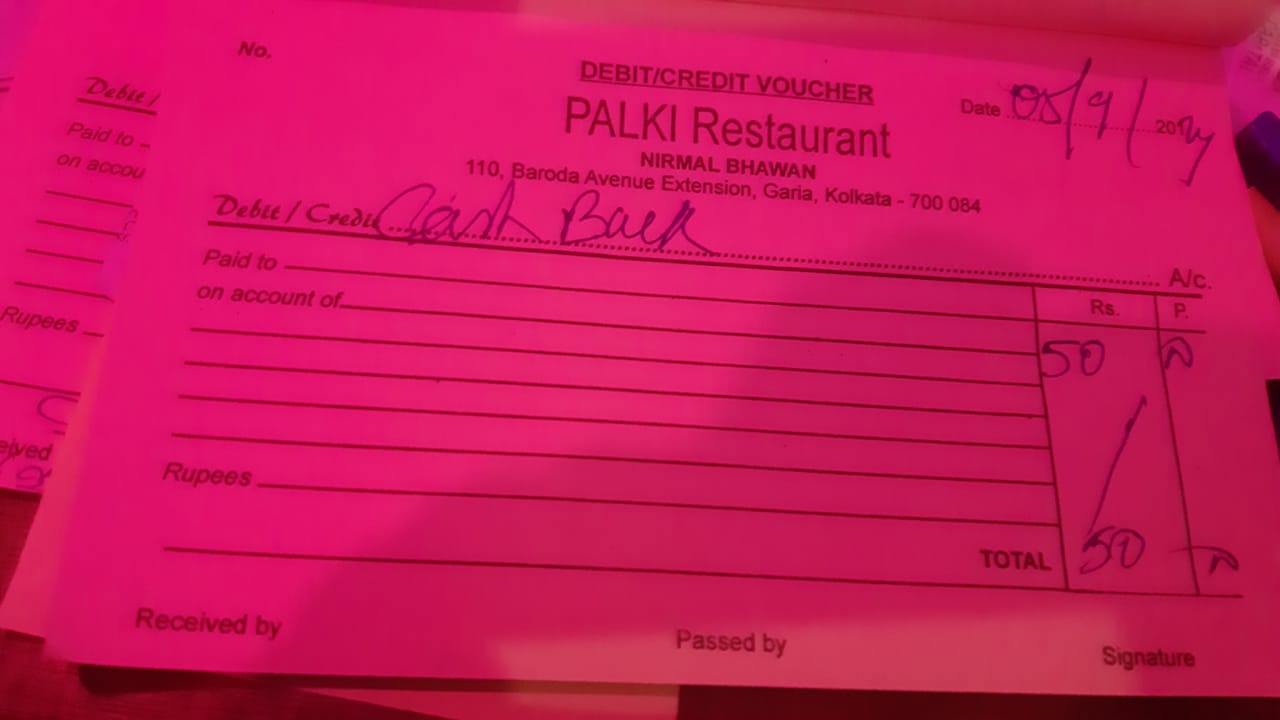 No.
DEBIT/CREDIT VOUCHER
PALKI Restaurant
NIRMAL BHAWAN
110, Baroda Avenue Extension, Garia, Kolkata - 700 084
Date 05/9/2024
Debit / Credit Cash Back A/c.
Paid to
on account of
Rs. P.
50
Rupees
TOTAL 50
Received by Passed by Signature
Debit /
Paid to
on accou
Rupees
eived